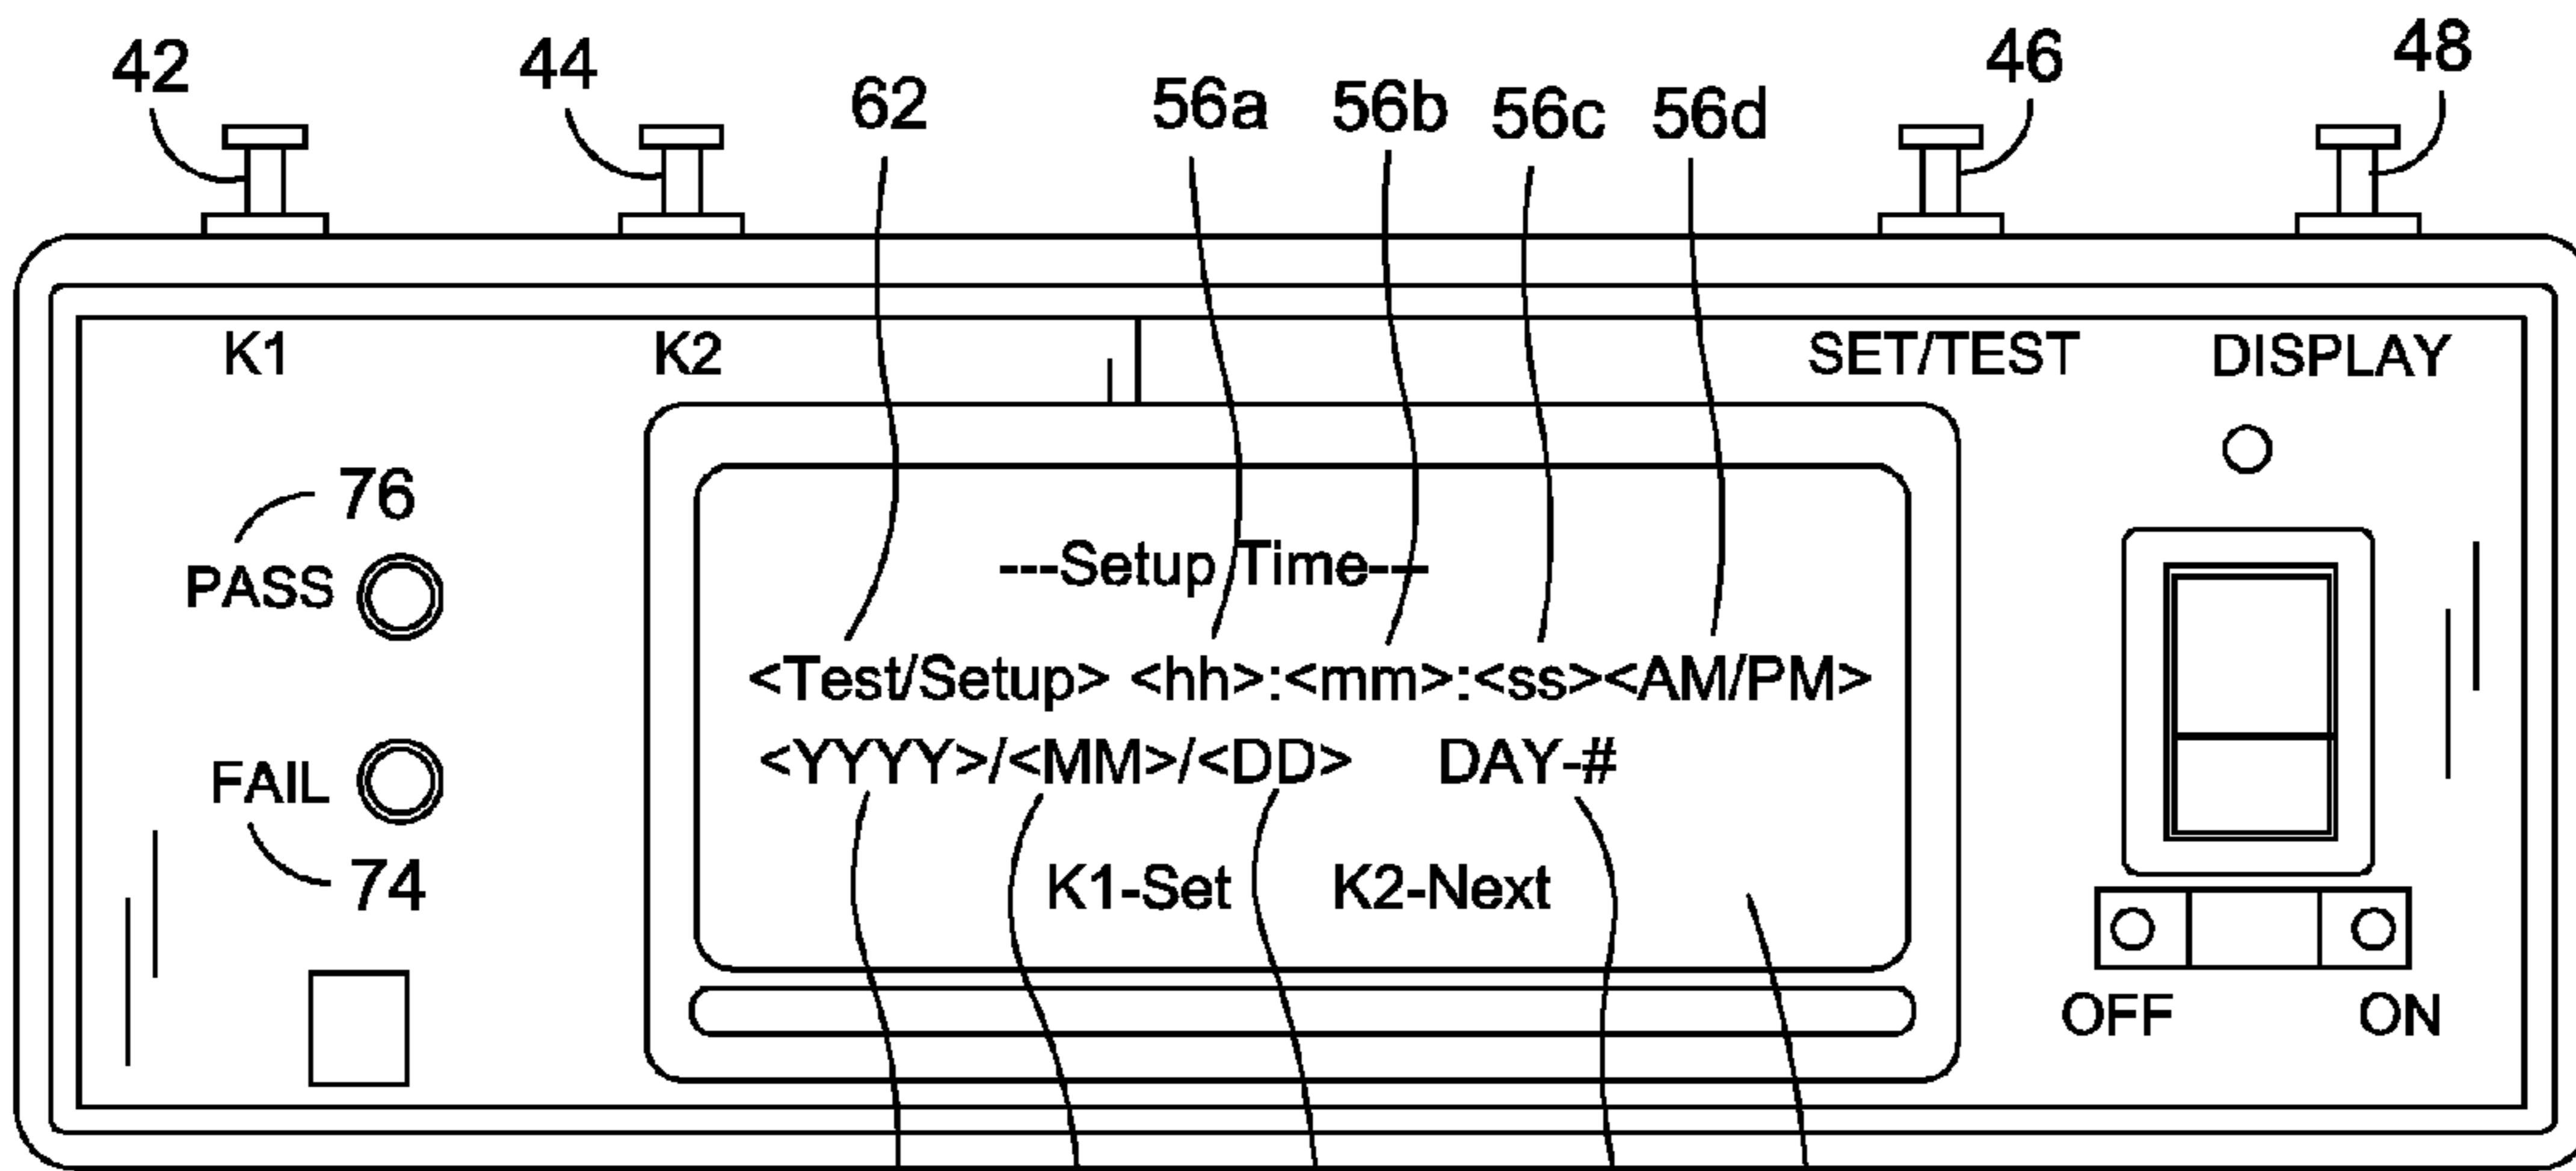 42 44 62 56a 56b 56c 56d 46 48
K1 K2 SET/TEST DISPLAY
76
---Setup Time---
PASS
<Test/Setup> <hh>:<mm>:<ss><AM/PM>
<YYYY>/<MM>/<DD> DAY-#
FAIL
74
K1-Set K2-Next
OFF ON